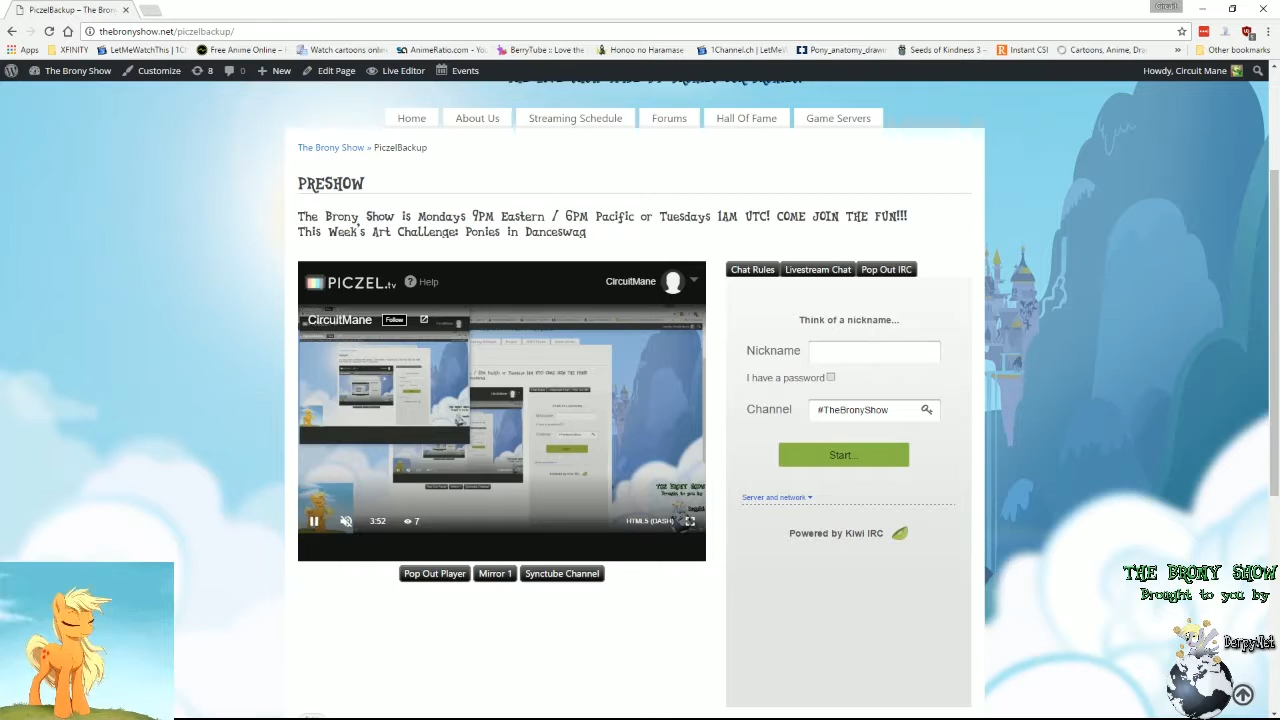 PiczelBackup – The Bron
Circuit
thebronyshow.net/piczelbackup/
Apps
XFINITY
LetMeWatchThis | 1C
Free Anime Online - F
Watch cartoons onlin
AnimeRatio.com - Yo
BerryTube :: Love the
Honoo no Haramase
1Channel.ch | LetMe
Pony_anatomy_draw
Seeds of Kindness 3 –
Instant CSI
Cartoons, Anime, Dra
»
Other bookmarks
The Brony Show
Customize
8
0
New
Edit Page
Live Editor
Events
Howdy, Circuit Mane
Home
About Us
Streaming Schedule
Forums
Hall Of Fame
Game Servers
The Brony Show » PiczelBackup
PRESHOW
The Brony Show is Mondays 9PM Eastern / 6PM Pacific or Tuesdays 1AM UTC! COME JOIN THE FUN!!!
This Week's Art Challenge: Ponies in Danceswag
PICZEL.tv
Help
CircuitMane
CircuitMane
Follow
3:52
7
HTML5 (DASH)
Pop Out Player
Mirror 1
Synctube Channel
Chat Rules
Livestream Chat
Pop Out IRC
Think of a nickname...
Nickname
I have a password
Channel
#TheBronyShow
Start...
Server and network
Powered by Kiwi IRC
THE BRONY SHOW
Brought to you by
DerpyNet